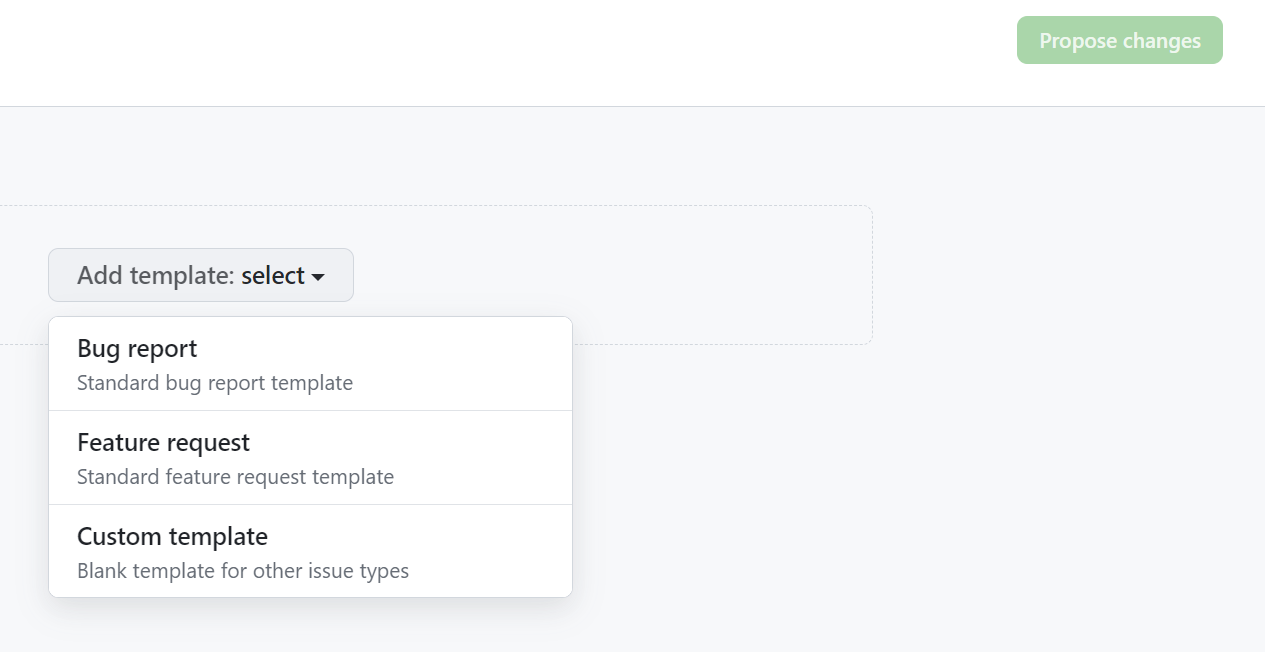 Propose changes
Add template: select
Bug report
Standard bug report template
Feature request
Standard feature request template
Custom template
Blank template for other issue types